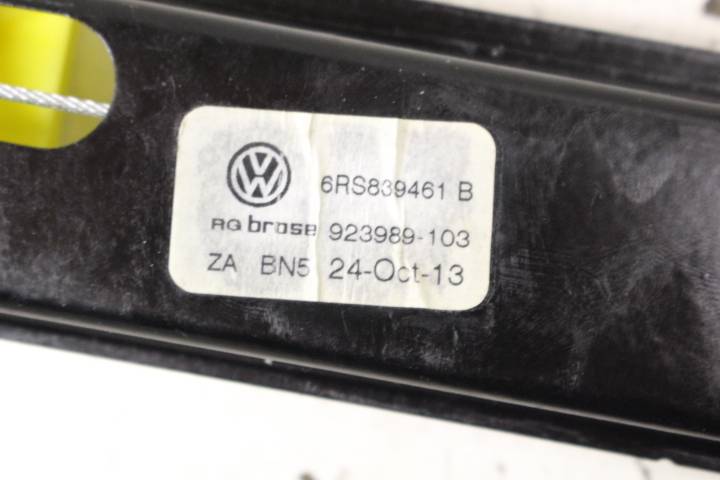 6RS839461 B
RG brose 923989-103
ZA BN5 24-Oct-13